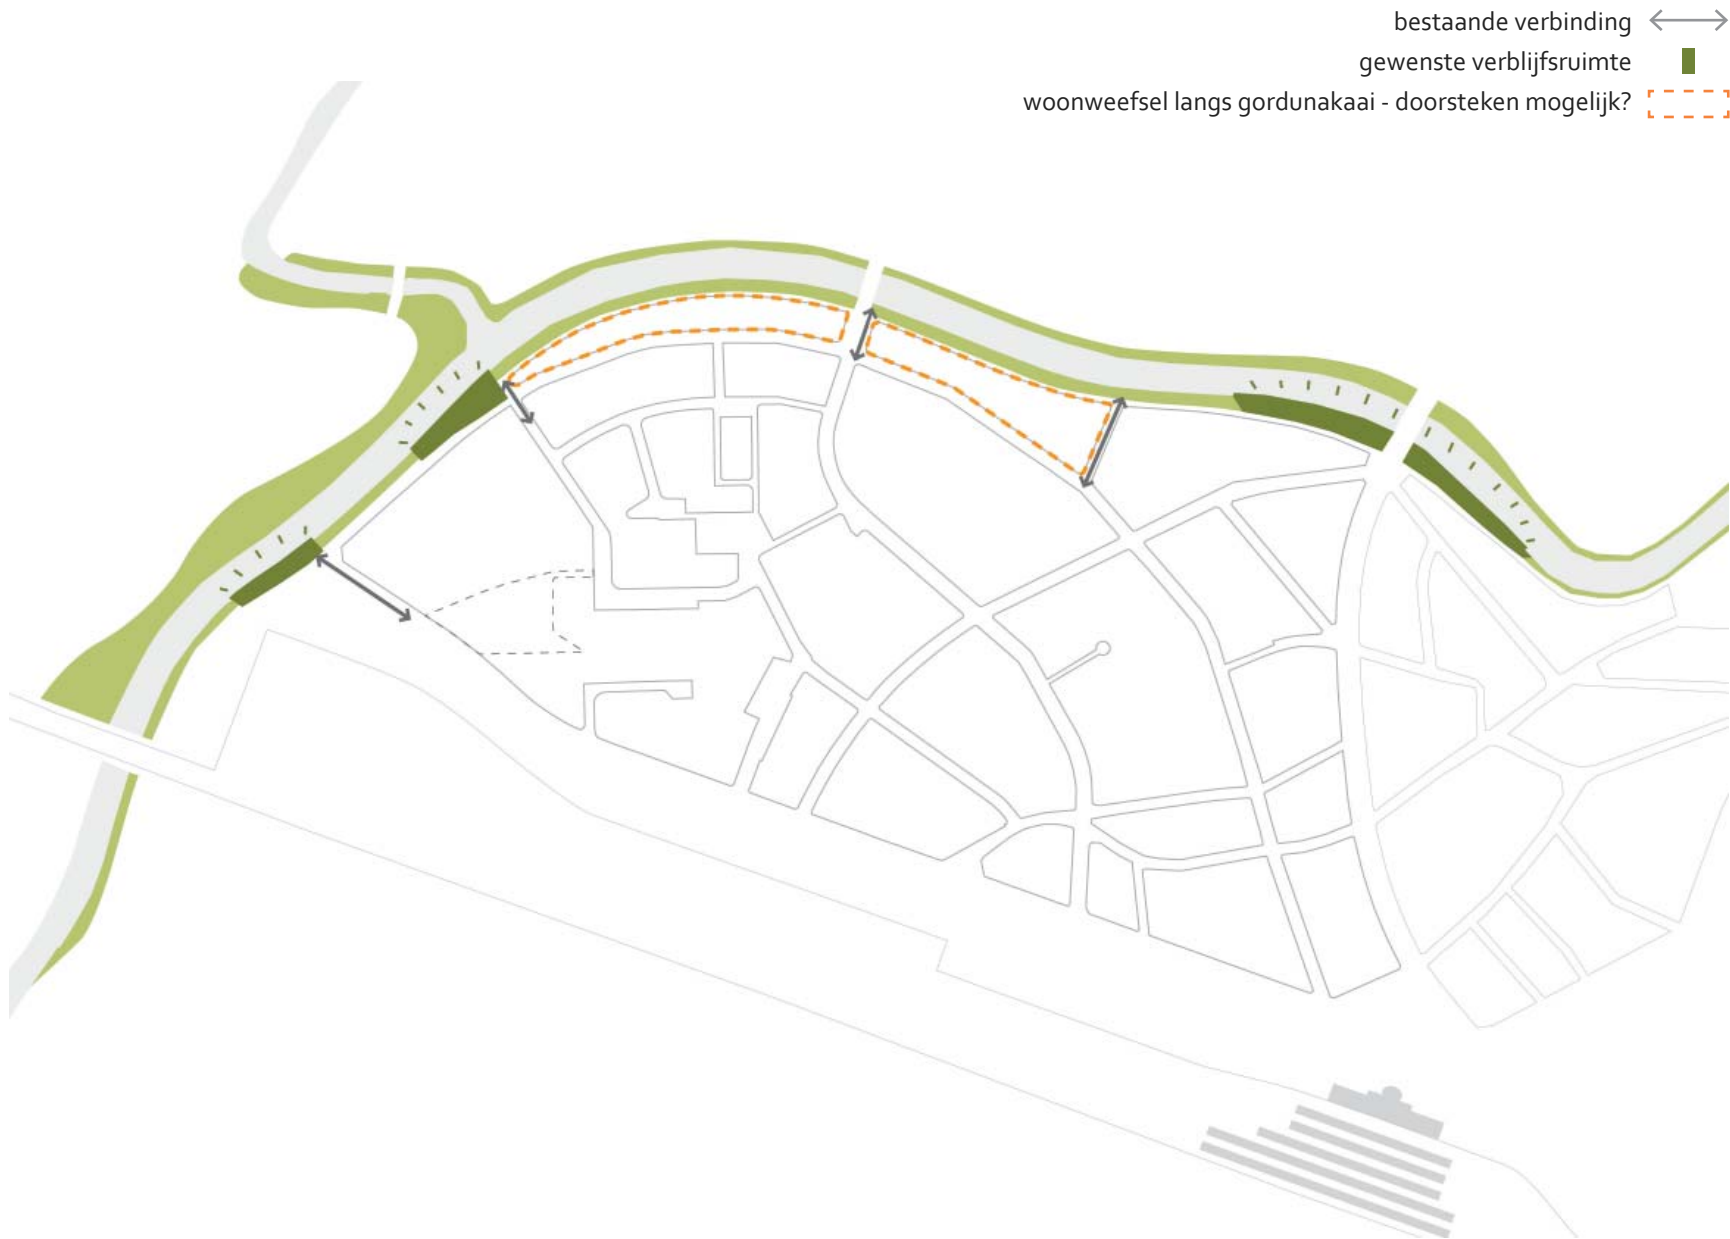 bestaande verbinding
gewenste verblijfsruimte
woonweefsel langs gordunakaai - doorsteken mogelijk?